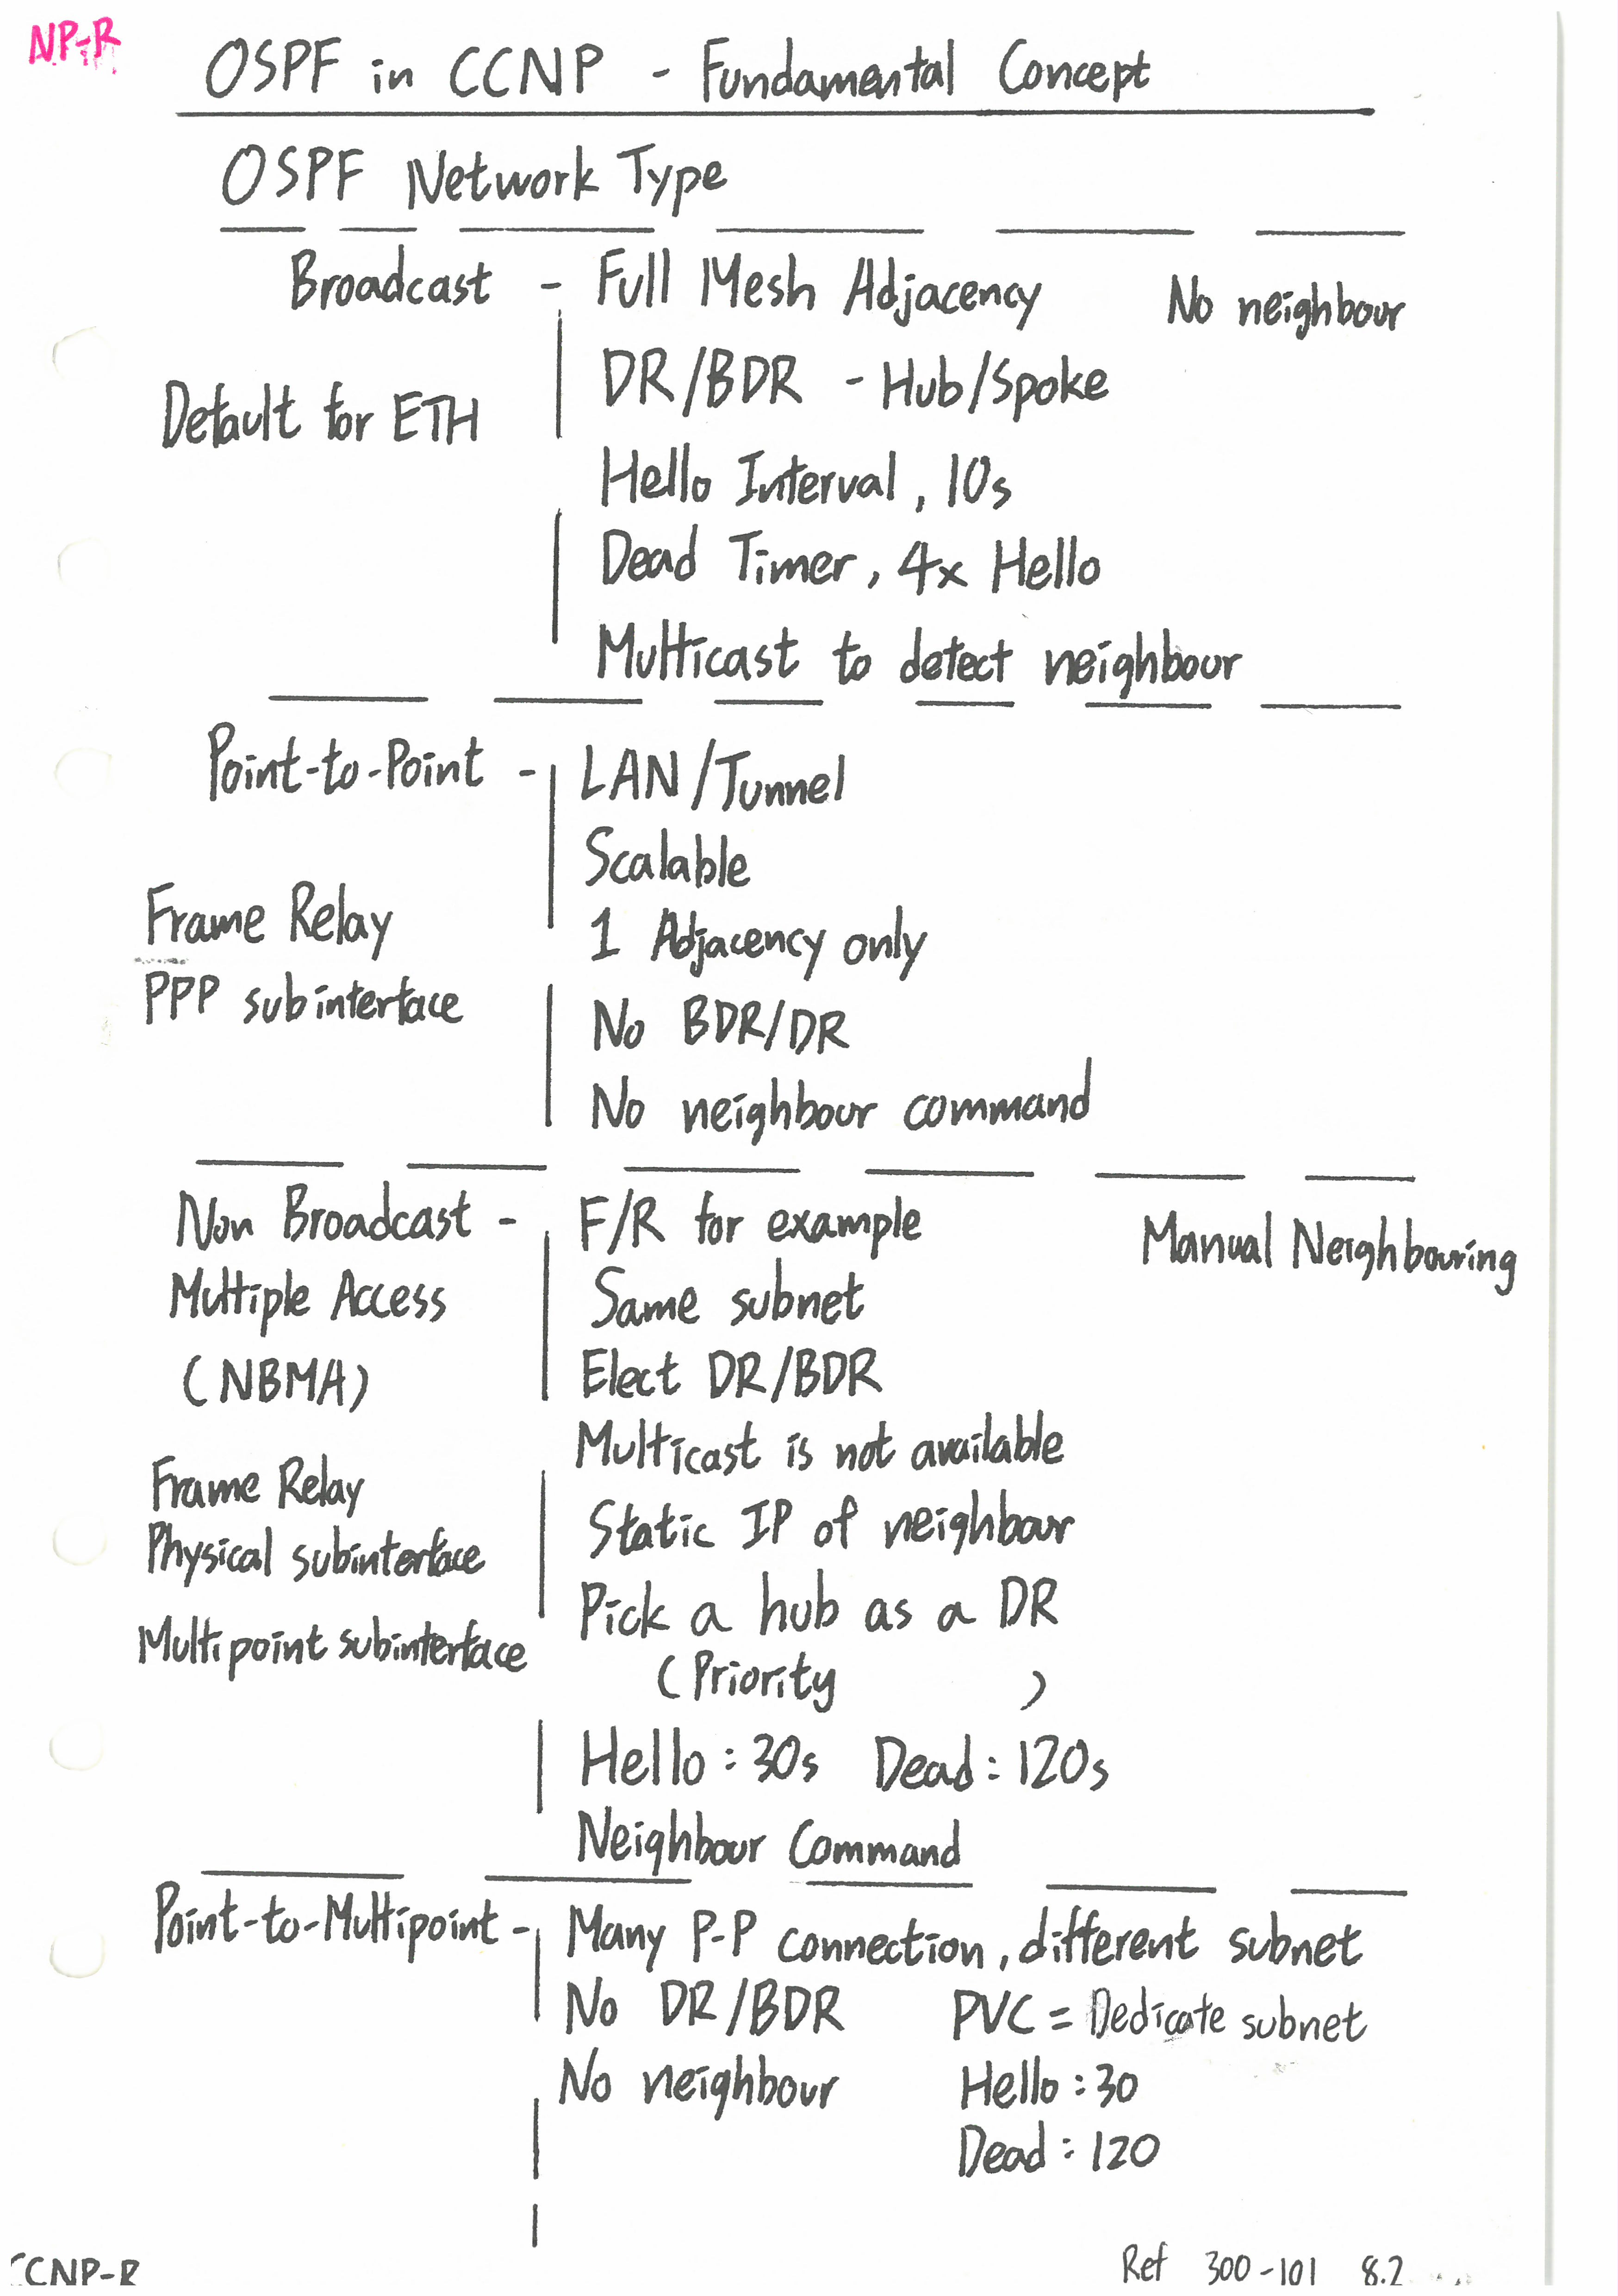 NP-R
OSPF in CCNP - Fundamental Concept
OSPF Network Type
Broadcast - Full Mesh Adjacency No neighbour
DR/BDR - Hub/Spoke
Default for ETH
Hello Interval, 10s
Dead Timer, 4x Hello
Multicast to detect neighbour
Point-to-Point - LAN/Tunnel
Scalable
Frame Relay
1 Adjacency only
PPP subinterface
No BDR/DR
No neighbour command
Non Broadcast - F/R for example Manual Neighbouring
Multiple Access Same subnet
(NBMA) Elect DR/BDR
Multicast is not available
Frame Relay
Static IP of neighbour
Physical subinterface
Pick a hub as a DR
Multipoint subinterface
(Priority )
Hello : 30s Dead : 120s
Neighbour Command
Point-to-Multipoint - Many P-P connection, different subnet
No DR/BDR PVC = Dedicate subnet
No neighbour Hello : 30
Dead : 120
CCNP-R Ref 300-101 8.2